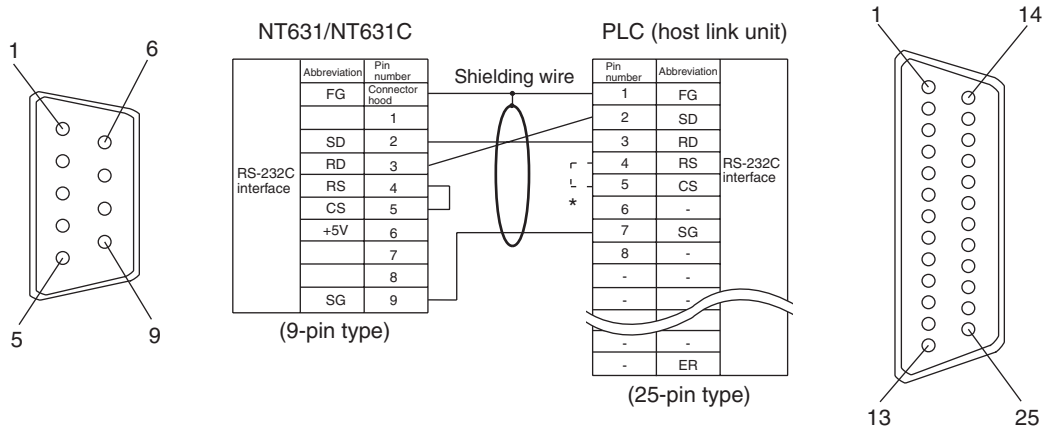 1
6
5
9
NT631/NT631C
RS-232C
interface
Abbreviation Pin number
FG Connector hood
1
SD 2
RD 3
RS 4
CS 5
+5V 6
7
8
SG 9
(9-pin type)
Shielding wire
*
PLC (host link unit)
Pin number Abbreviation
1 FG
2 SD
3 RD
4 RS
5 CS
6 -
7 SG
8 -
- -
- -
- -
- ER
RS-232C
interface
(25-pin type)
1
14
13
25